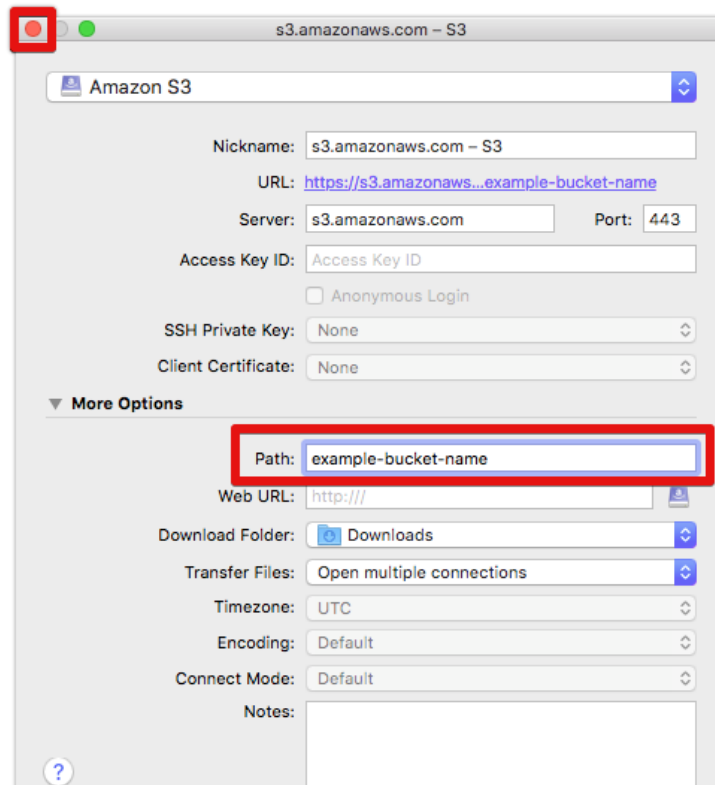 s3.amazonaws.com – S3
Amazon S3
Nickname: s3.amazonaws.com – S3
URL: https://s3.amazonaws...example-bucket-name
Server: s3.amazonaws.com Port: 443
Access Key ID: Access Key ID
Anonymous Login
SSH Private Key: None
Client Certificate: None
More Options
Path: example-bucket-name
Web URL: http:///
Download Folder: Downloads
Transfer Files: Open multiple connections
Timezone: UTC
Encoding: Default
Connect Mode: Default
Notes:
?